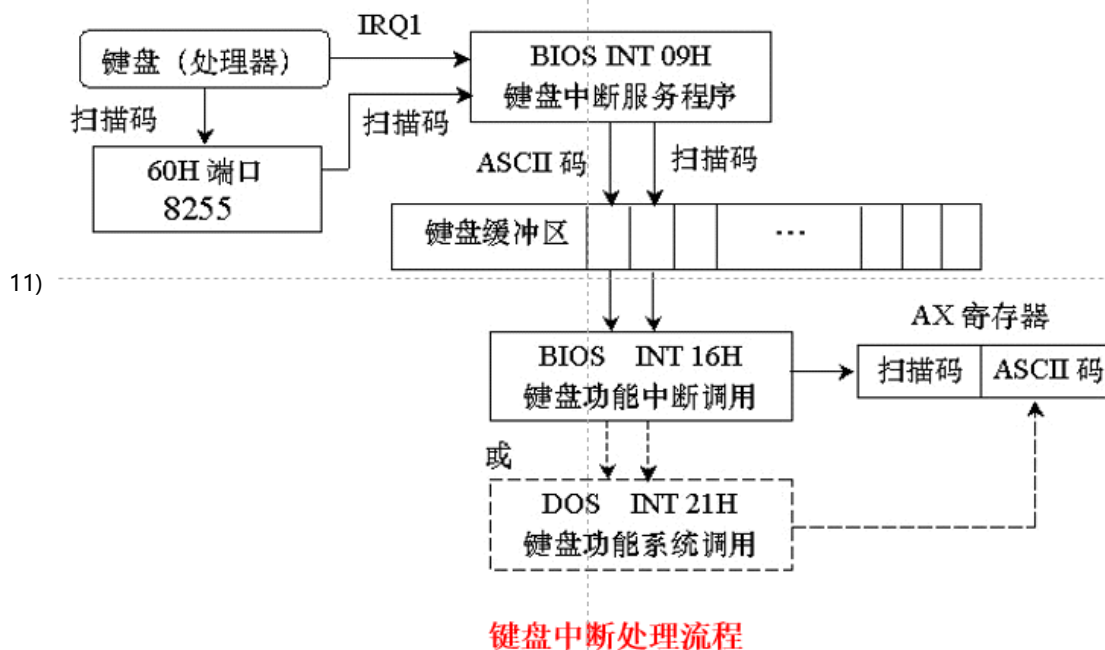 IRQ1
键盘（处理器）
BIOS INT 09H
键盘中断服务程序
扫描码
扫描码
60H 端口
8255
ASCII 码
扫描码
键盘缓冲区
...
11)
AX 寄存器
BIOS INT 16H
键盘功能中断调用
扫描码
ASCII 码
或
DOS INT 21H
键盘功能系统调用
键盘中断处理流程